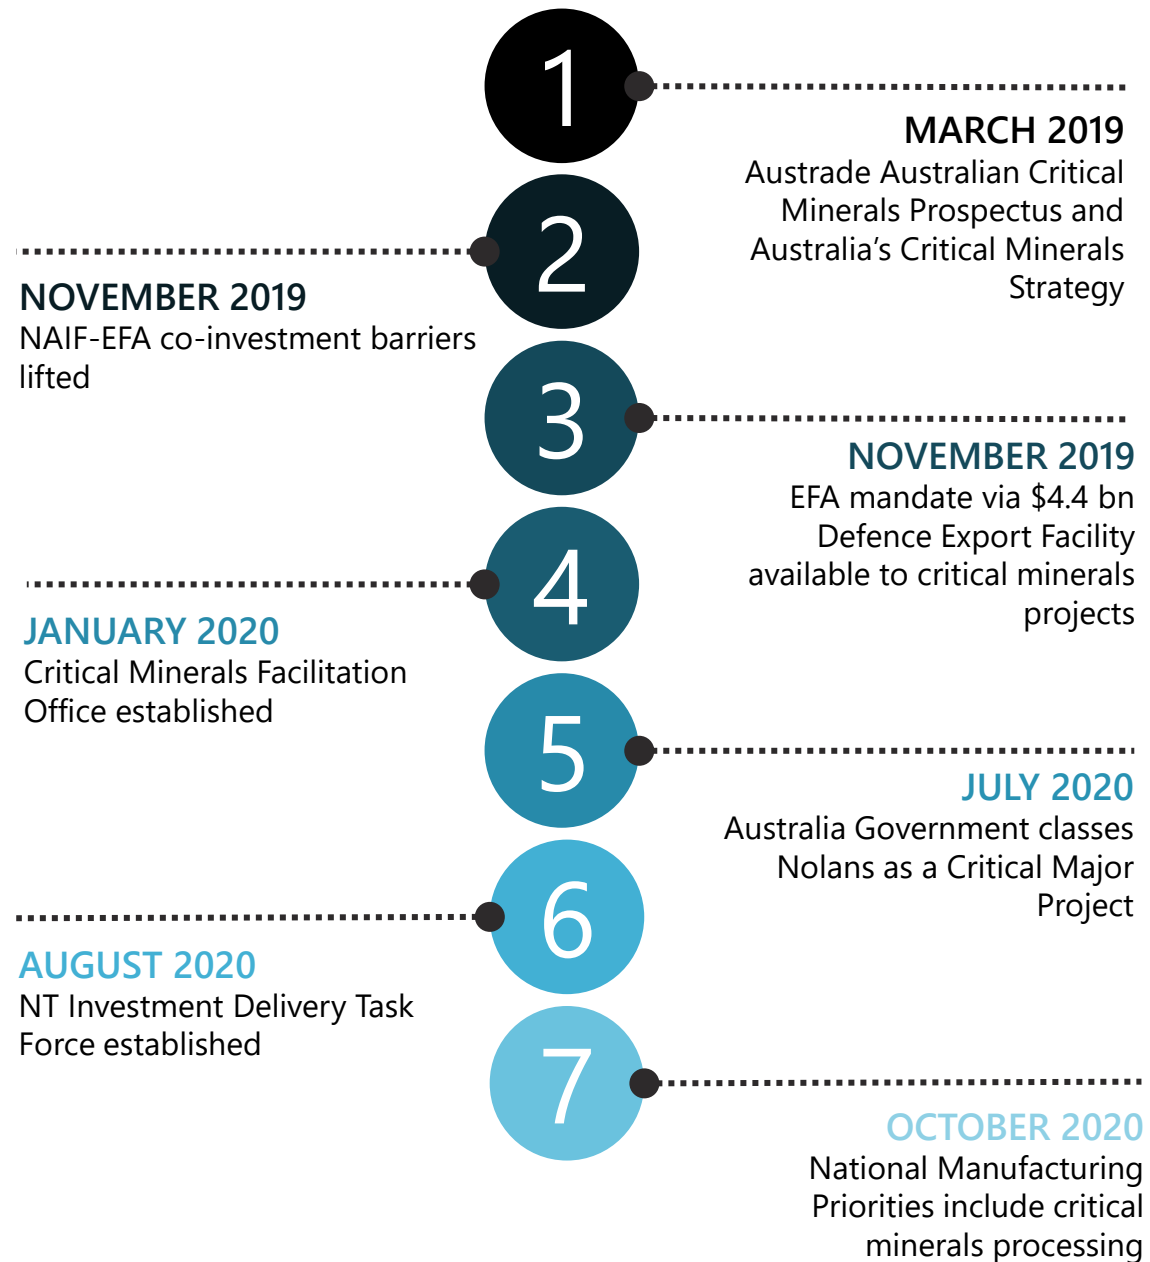 1
MARCH 2019
Austrade Australian Critical
Minerals Prospectus and
Australia’s Critical Minerals
Strategy
2
NOVEMBER 2019
NAIF-EFA co-investment barriers
lifted
3
NOVEMBER 2019
EFA mandate via $4.4 bn
Defence Export Facility
available to critical minerals
projects
4
JANUARY 2020
Critical Minerals Facilitation
Office established
5
JULY 2020
Australia Government classes
Nolans as a Critical Major
Project
6
AUGUST 2020
NT Investment Delivery Task
Force established
7
OCTOBER 2020
National Manufacturing
Priorities include critical
minerals processing